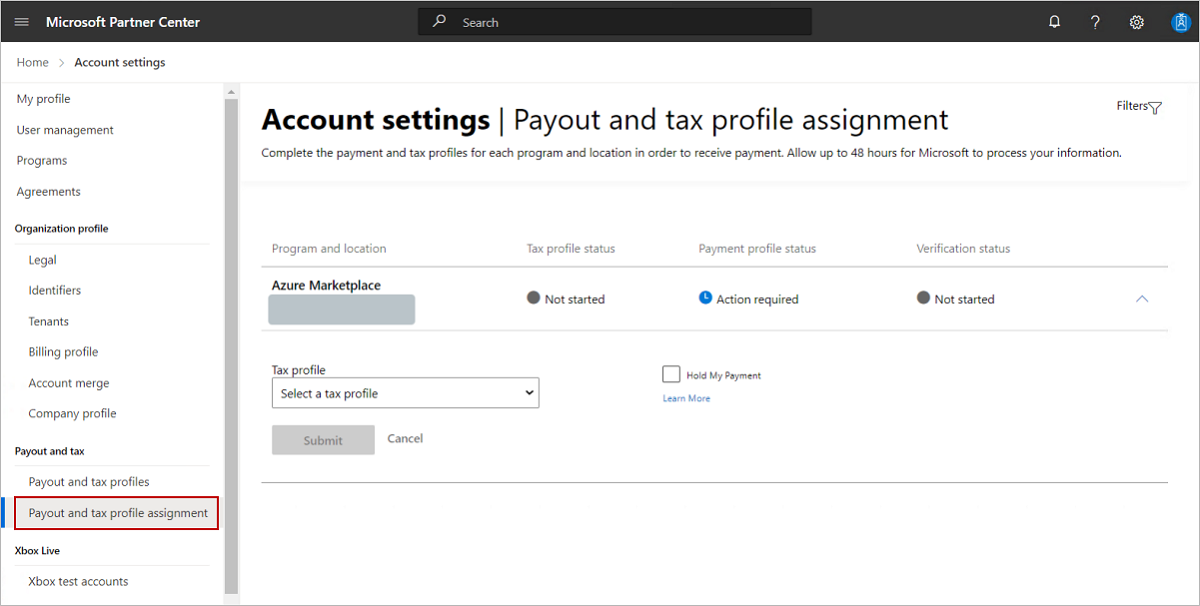 Microsoft Partner Center
Search
Home > Account settings
My profile
User management
Programs
Agreements
Organization profile
Legal
Identifiers
Tenants
Billing profile
Account merge
Company profile
Payout and tax
Payout and tax profiles
Payout and tax profile assignment
Xbox Live
Xbox test accounts
Filters
Account settings | Payout and tax profile assignment
Complete the payment and tax profiles for each program and location in order to receive payment. Allow up to 48 hours for Microsoft to process your information.
Program and location Tax profile status Payment profile status Verification status
Azure Marketplace
Not started Action required Not started
Tax profile
Select a tax profile
Hold My Payment
Learn More
Submit Cancel